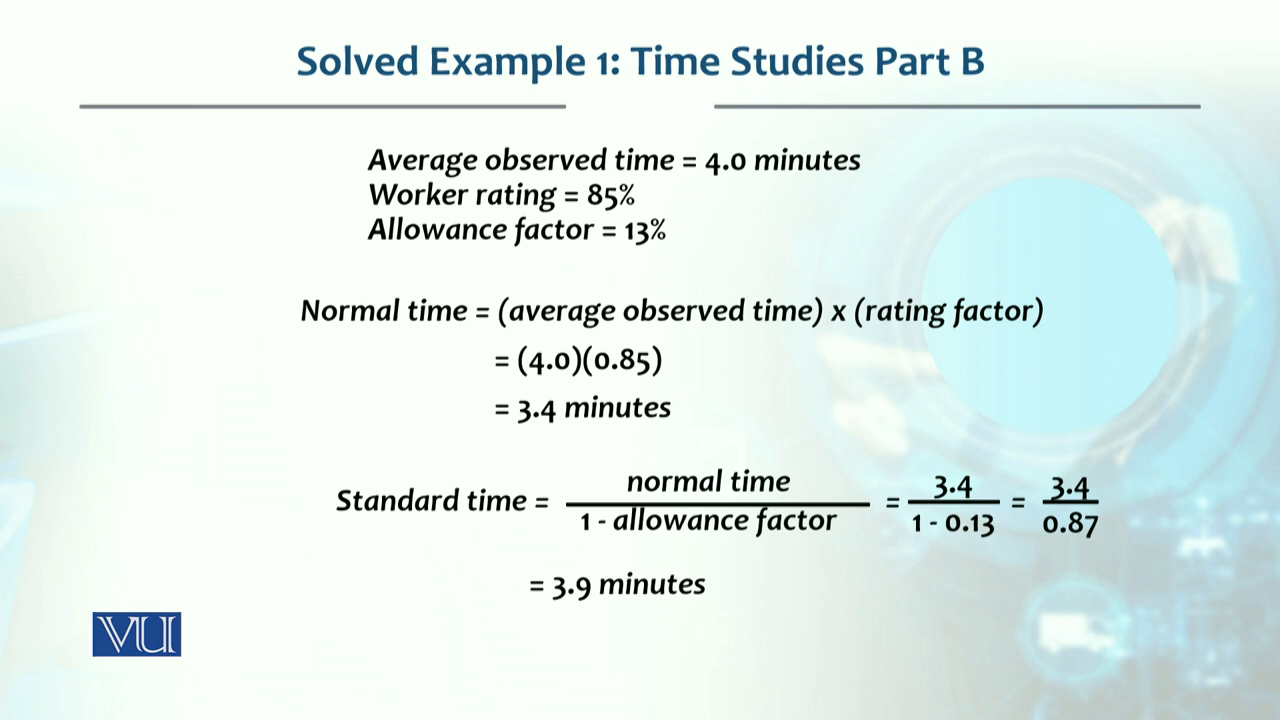 Solved Example 1: Time Studies Part B
Average observed time = 4.0 minutes
Worker rating = 85%
Allowance factor = 13%
Normal time = (average observed time) x (rating factor)
= (4.0)(0.85)
= 3.4 minutes
Standard time = normal time / 1 - allowance factor = 3.4 / 1 - 0.13 = 3.4 / 0.87
= 3.9 minutes
VU